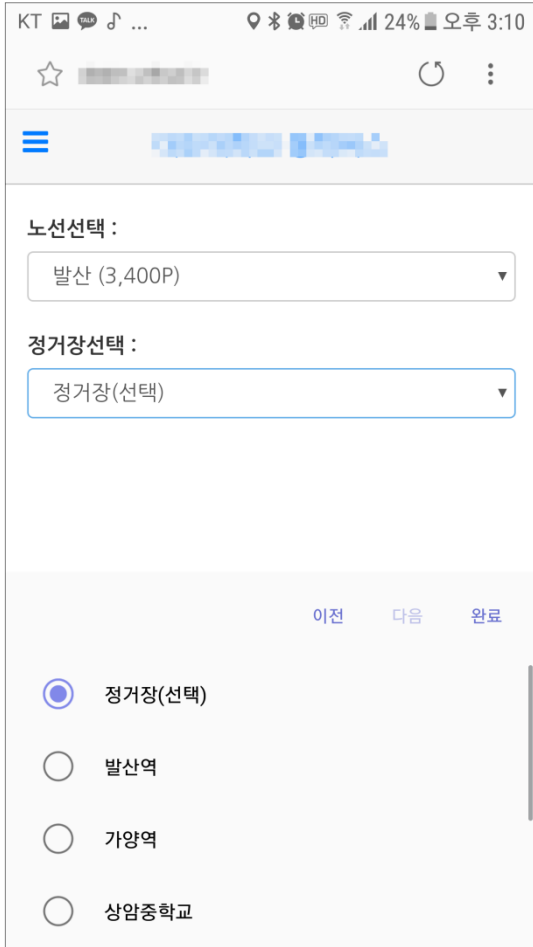 KT TALK ... HD 24% 오후 3:10
노선선택 :
발산 (3,400P)
정거장선택 :
정거장(선택)
이전 다음 완료
정거장(선택)
발산역
가양역
상암중학교